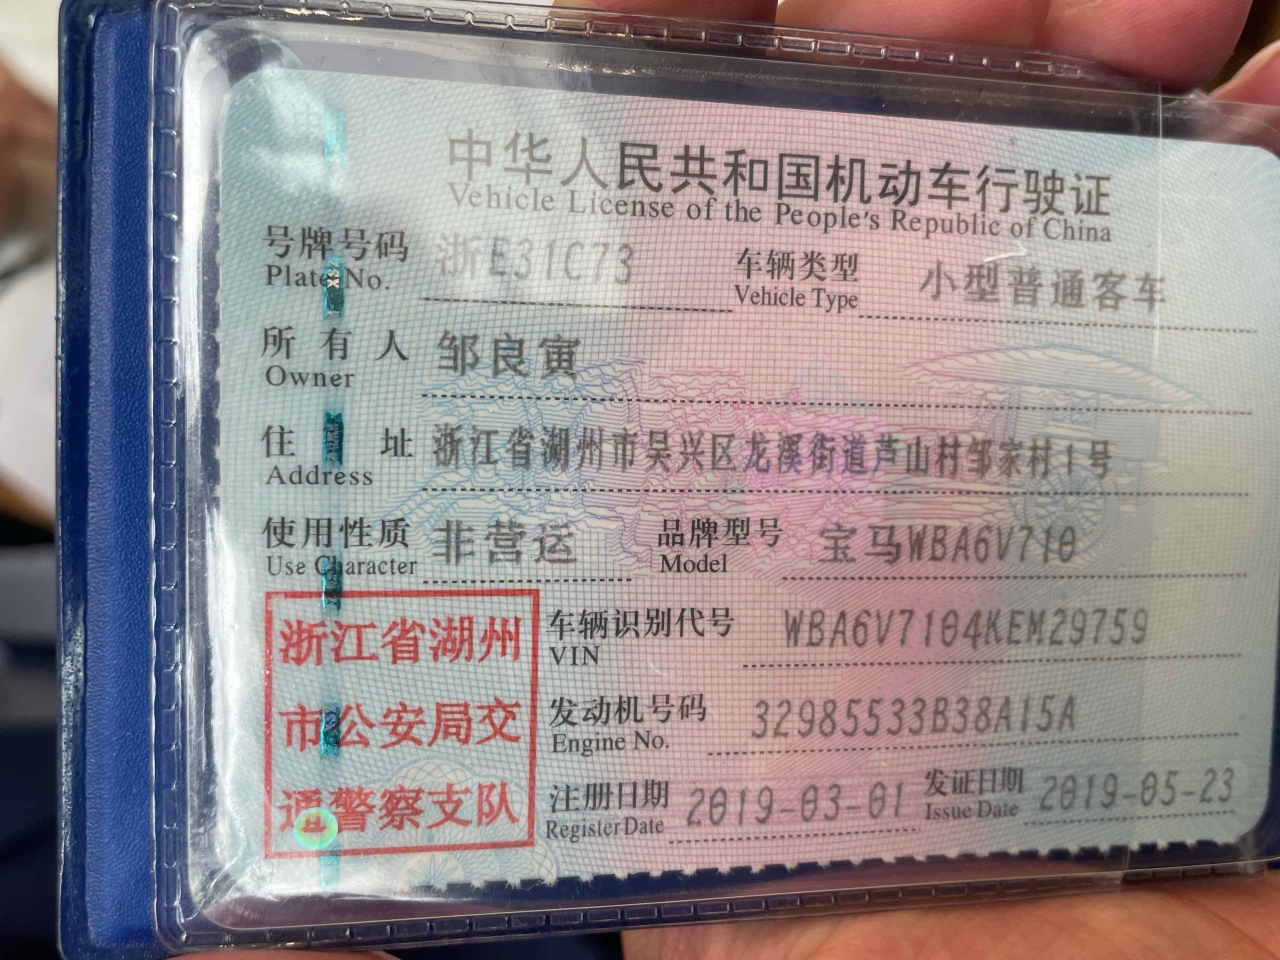 中华人民共和国机动车行驶证
Vehicle License of the People's Republic of China
号牌号码 浙E31C73 车辆类型 小型普通客车
Plate No. Vehicle Type
所有人 邹良寅
Owner
住址 浙江省湖州市吴兴区龙溪街道芦山村邹家村1号
Address
使用性质 非营运 品牌型号 宝马WBA6V710
Use Character Model
浙江省湖州
市公安局交
通警察支队
车辆识别代号 WBA6V7104KEM29759
VIN
发动机号码 32985533B38A15A
Engine No.
注册日期 2019-03-01 发证日期 2019-05-23
Register Date Issue Date